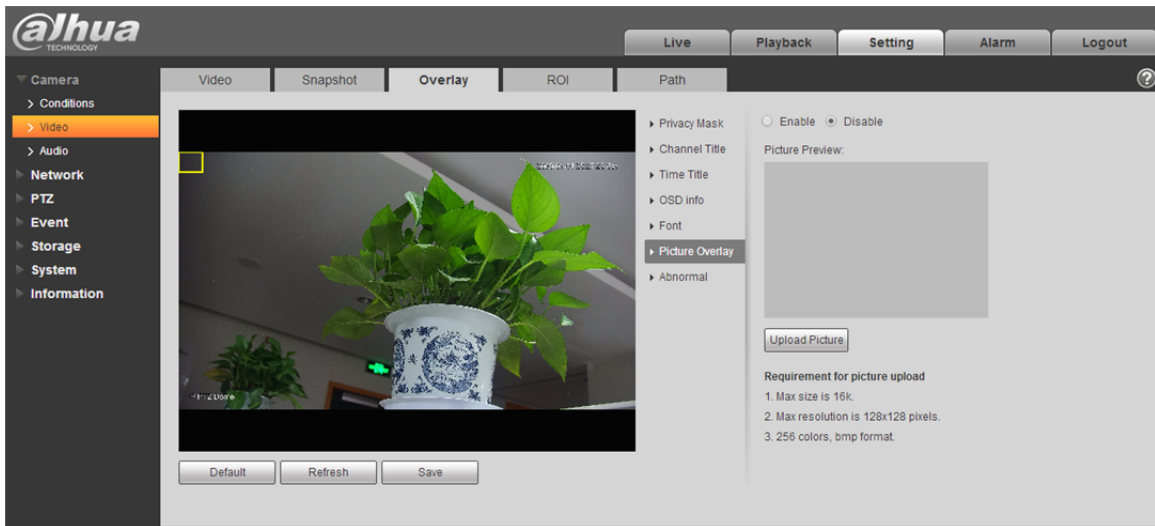 alhua
TECHNOLOGY
Live
Playback
Setting
Alarm
Logout
Camera
Conditions
Video
Audio
Network
PTZ
Event
Storage
System
Information
Video
Snapshot
Overlay
ROI
Path
?
Privacy Mask
Channel Title
Time Title
OSD info
Font
Picture Overlay
Abnormal
Enable
Disable
Picture Preview:
Upload Picture
Requirement for picture upload
1. Max size is 16k.
2. Max resolution is 128x128 pixels.
3. 256 colors, bmp format.
Default
Refresh
Save